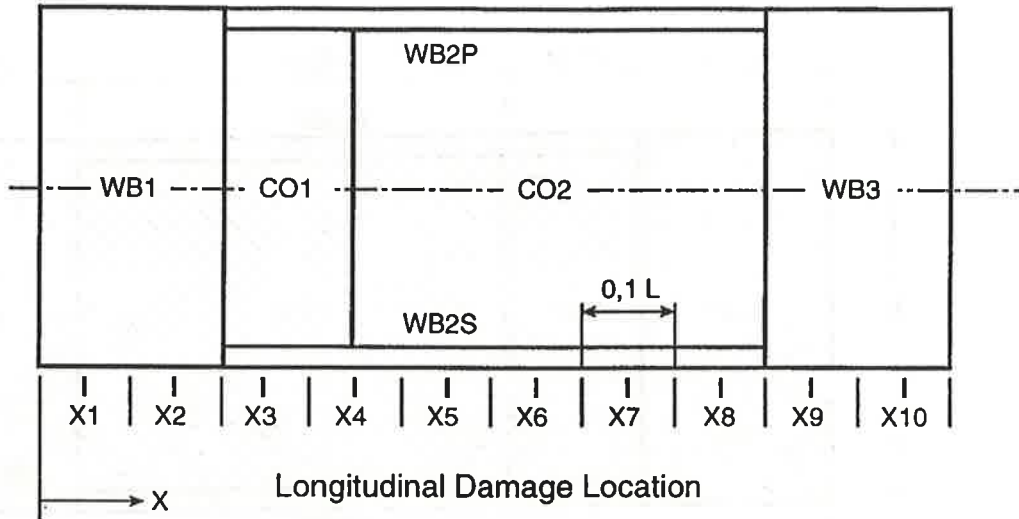 WB2P
WB1 CO1 CO2 WB3
0,1 L
WB2S
X1 X2 X3 X4 X5 X6 X7 X8 X9 X10
X
Longitudinal Damage Location